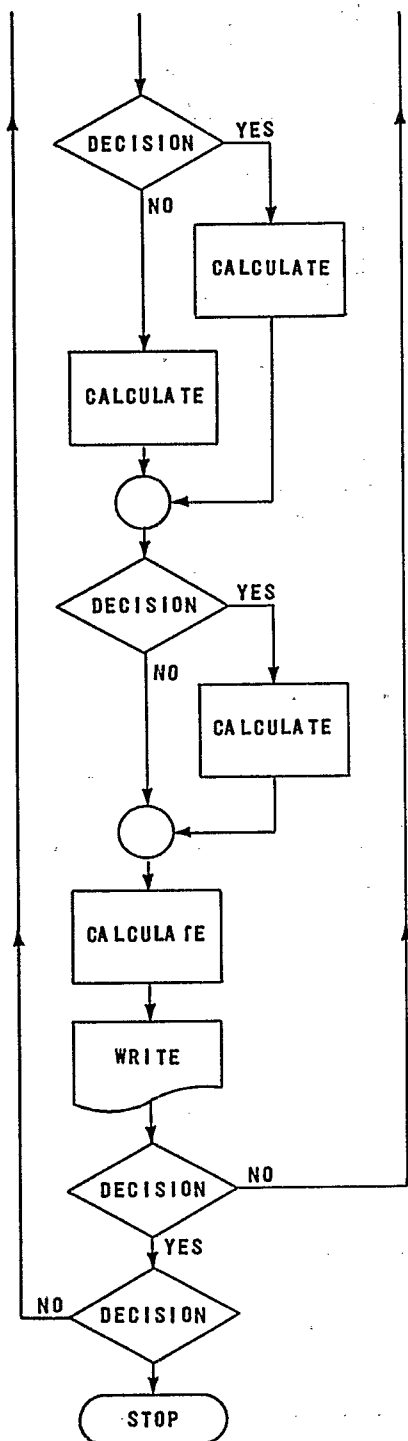 DECISION
YES
NO
CALCULATE
CALCULATE
DECISION
YES
NO
CALCULATE
CALCULATE
WRITE
DECISION
NO
YES
NO
DECISION
STOP